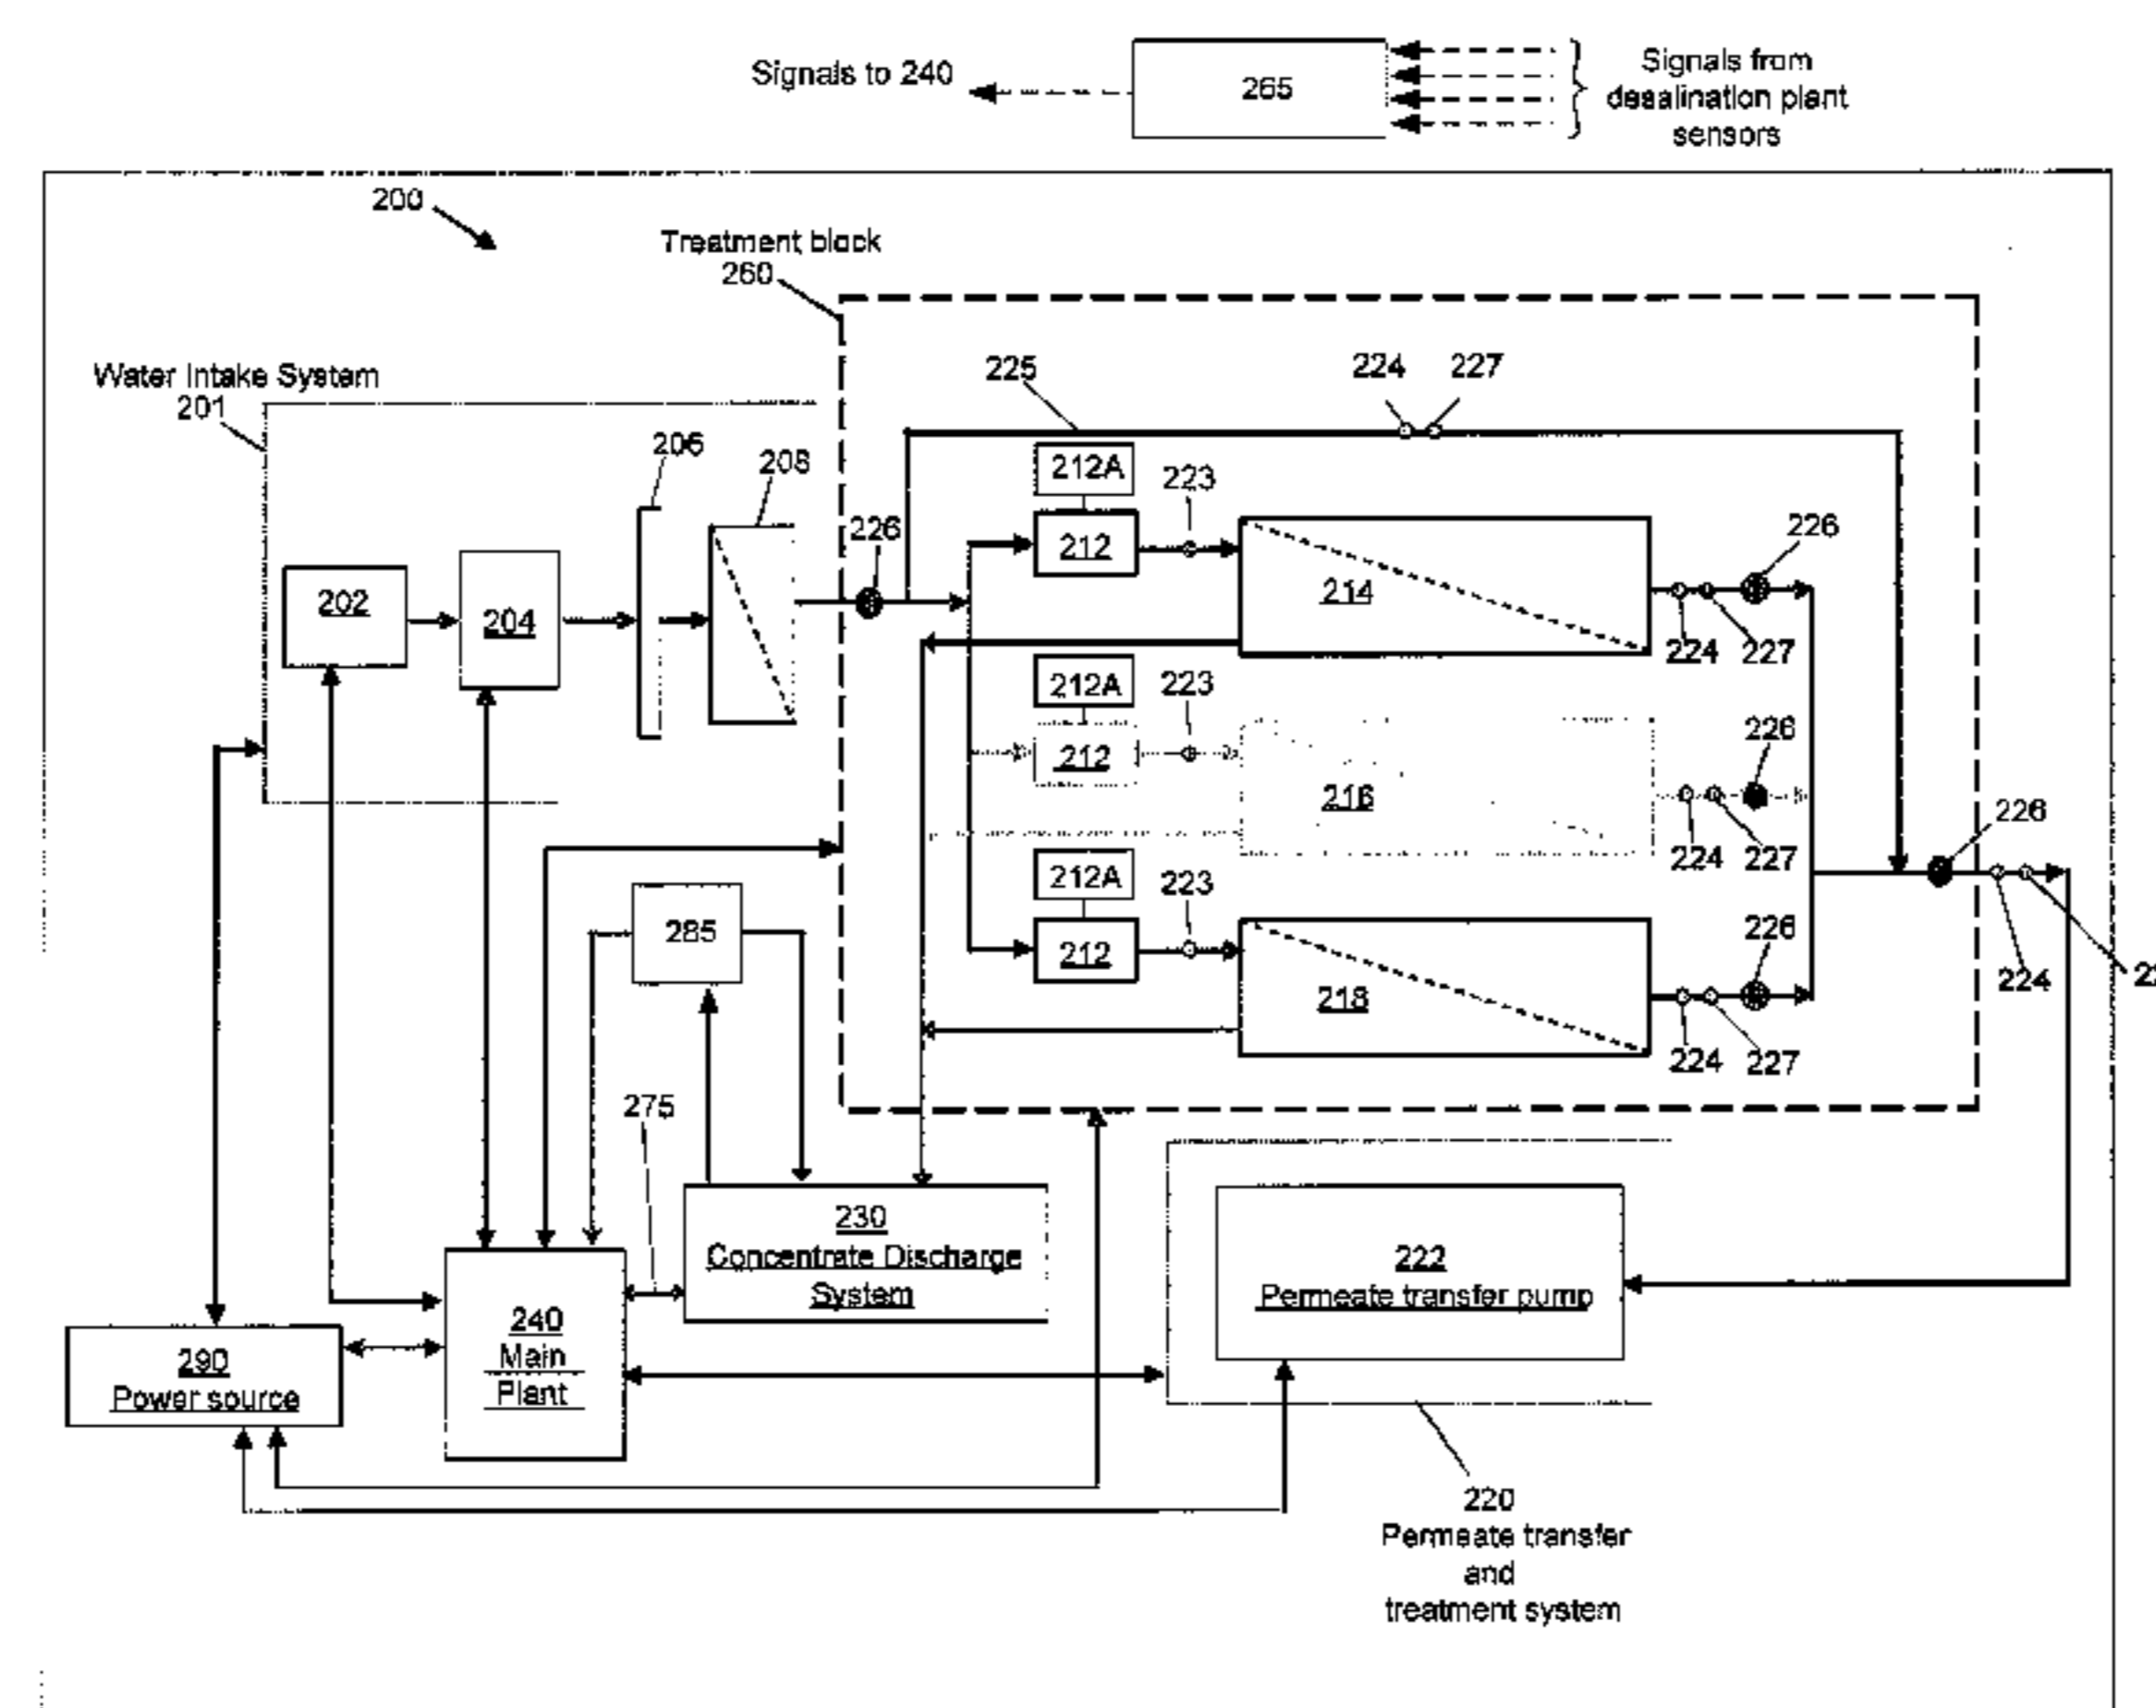 Signals to 240
265
Signals from
desalination plant
sensors
200
Treatment block
260
Water Intake System
201
206
208
202
204
226
225
224
227
212A
223
212
214
226
224
227
212A
223
212
216
226
224
227
226
212A
223
212
218
226
224
227
224
285
275
230
Concentrate Discharge
System
222
Permeate transfer pump
240
Main
Plant
290
Power source
220
Permeate transfer
and
treatment system